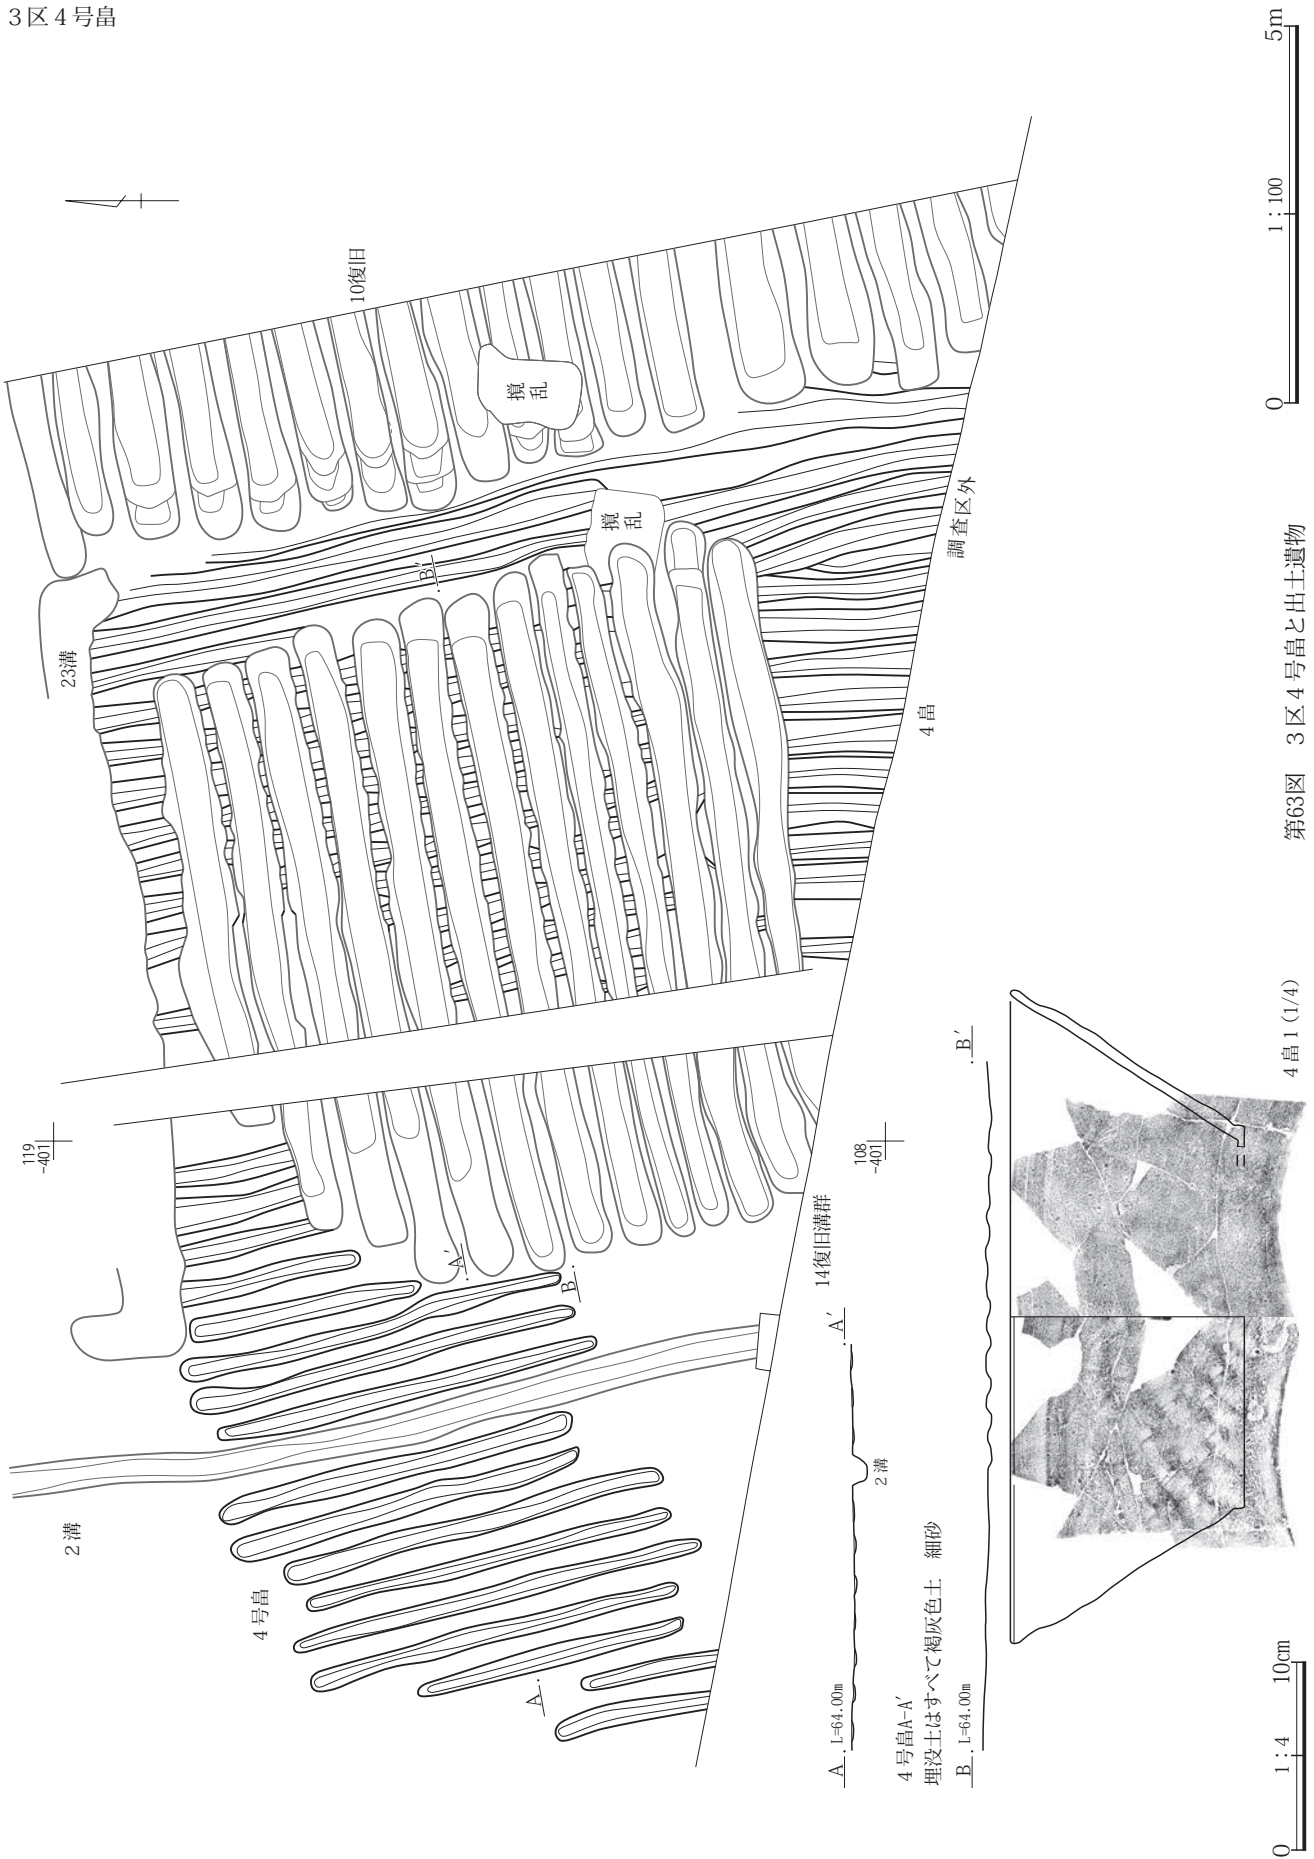 3区4号畠
10復旧
攪乱
攪乱
B′
23溝
調査区外
4畠
119
-401
108
-401
A′
B
14復旧溝群
2溝
4号畠
A
A L=64.00m
A′
2溝
4号畠A-A′
埋没土はすべて褐灰色土 細砂
B L=64.00m
B′
4畠1(1/4)
0 1:4 10cm
0 1:100 5m
第63図 3区4号畠と出土遺物